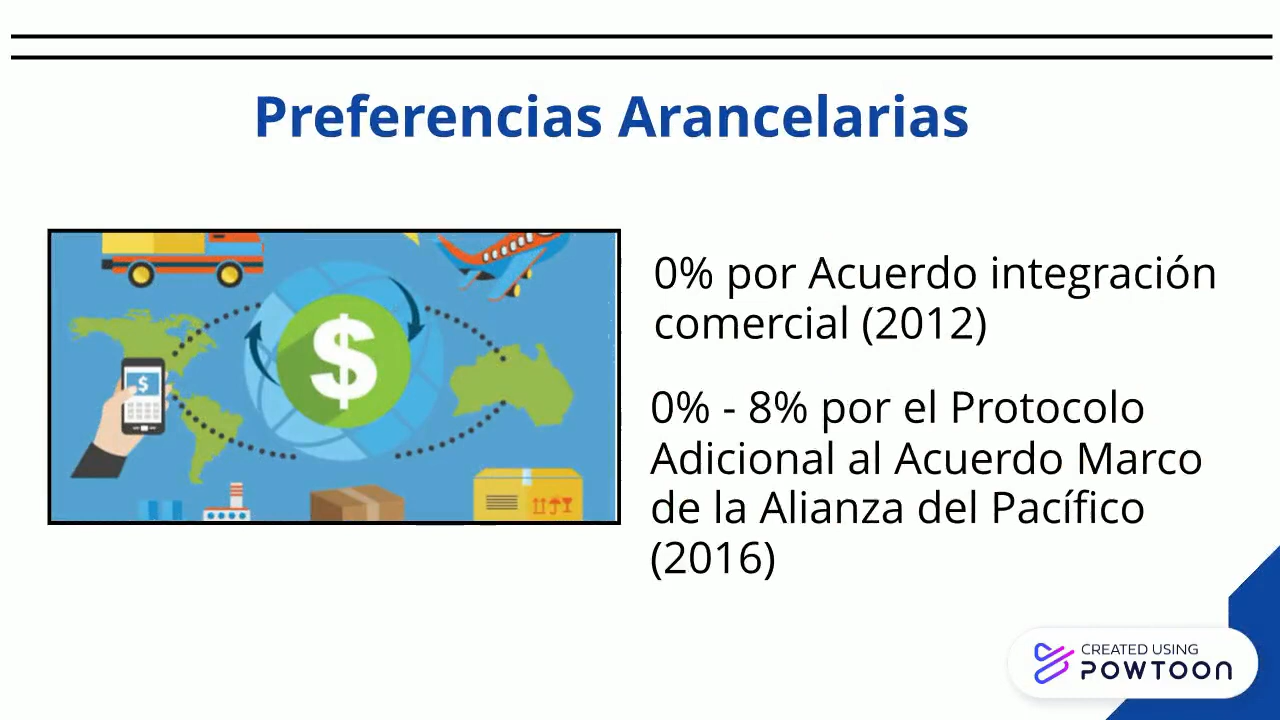 Preferencias Arancelarias
$
$
0% por Acuerdo integración
comercial (2012)
0% - 8% por el Protocolo
Adicional al Acuerdo Marco
de la Alianza del Pacífico
(2016)
CREATED USING
POWTOON